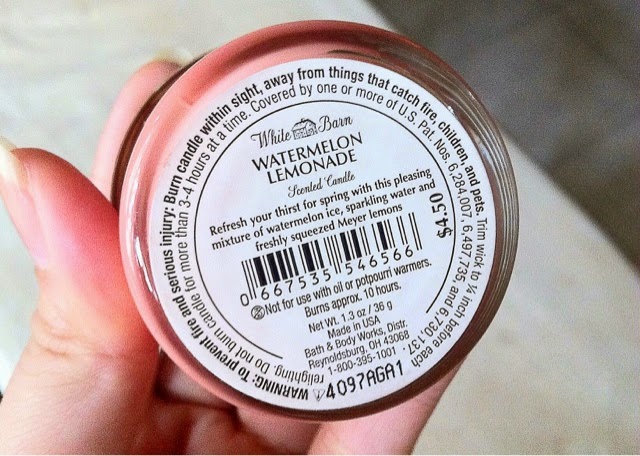 WARNING: To prevent fire and serious injury: Burn candle within sight, away from things that catch fire, children, and pets. Trim wick to ¼ inch before each
relighting. Do not burn candle for more than 3-4 hours at a time. Covered by one or more of U.S. Pat. Nos. 6,284,007, 6,497,735, and 6,730,137.
White Barn
WATERMELON
LEMONADE
Scented Candle
Refresh your thirst for spring with this pleasing
mixture of watermelon ice, sparkling water and
freshly squeezed Meyer lemons
$4.50
0 667535 546566
Not for use with oil or potpourri warmers.
Burns approx. 10 hours.
Net Wt. 1.3 oz / 36 g
Made in USA
Bath & Body Works, Distr.
Reynoldsburg, OH 43068
1-800-395-1001
4097AGA1